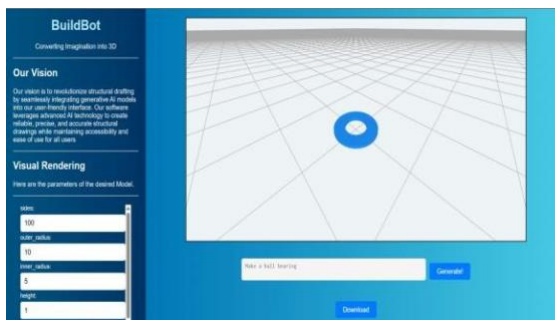 BuildBot
Converting Imagination into 3D
Our Vision
Our vision is to revolutionize structural drafting
by seamlessly integrating generative AI models
into our user-friendly interface. Our software
leverages advanced AI technology to create
reliable, precise, and accurate structural
drawings while maintaining accessibility and
ease of use for all users
Visual Rendering
Here are the parameters of the desired Model.
sides:
100
outer_radius:
10
inner_radius:
5
height:
1
Make a ball bearing
Generate!
Download